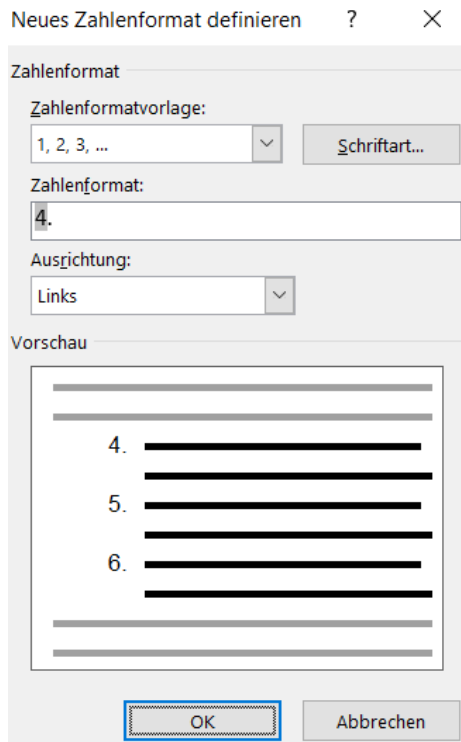 Neues Zahlenformat definieren ? ×
Zahlenformat
Zahlenformatvorlage:
1, 2, 3, ...
Schriftart...
Zahlenformat:
4.
Ausrichtung:
Links
Vorschau
4.
5.
6.
OK Abbrechen